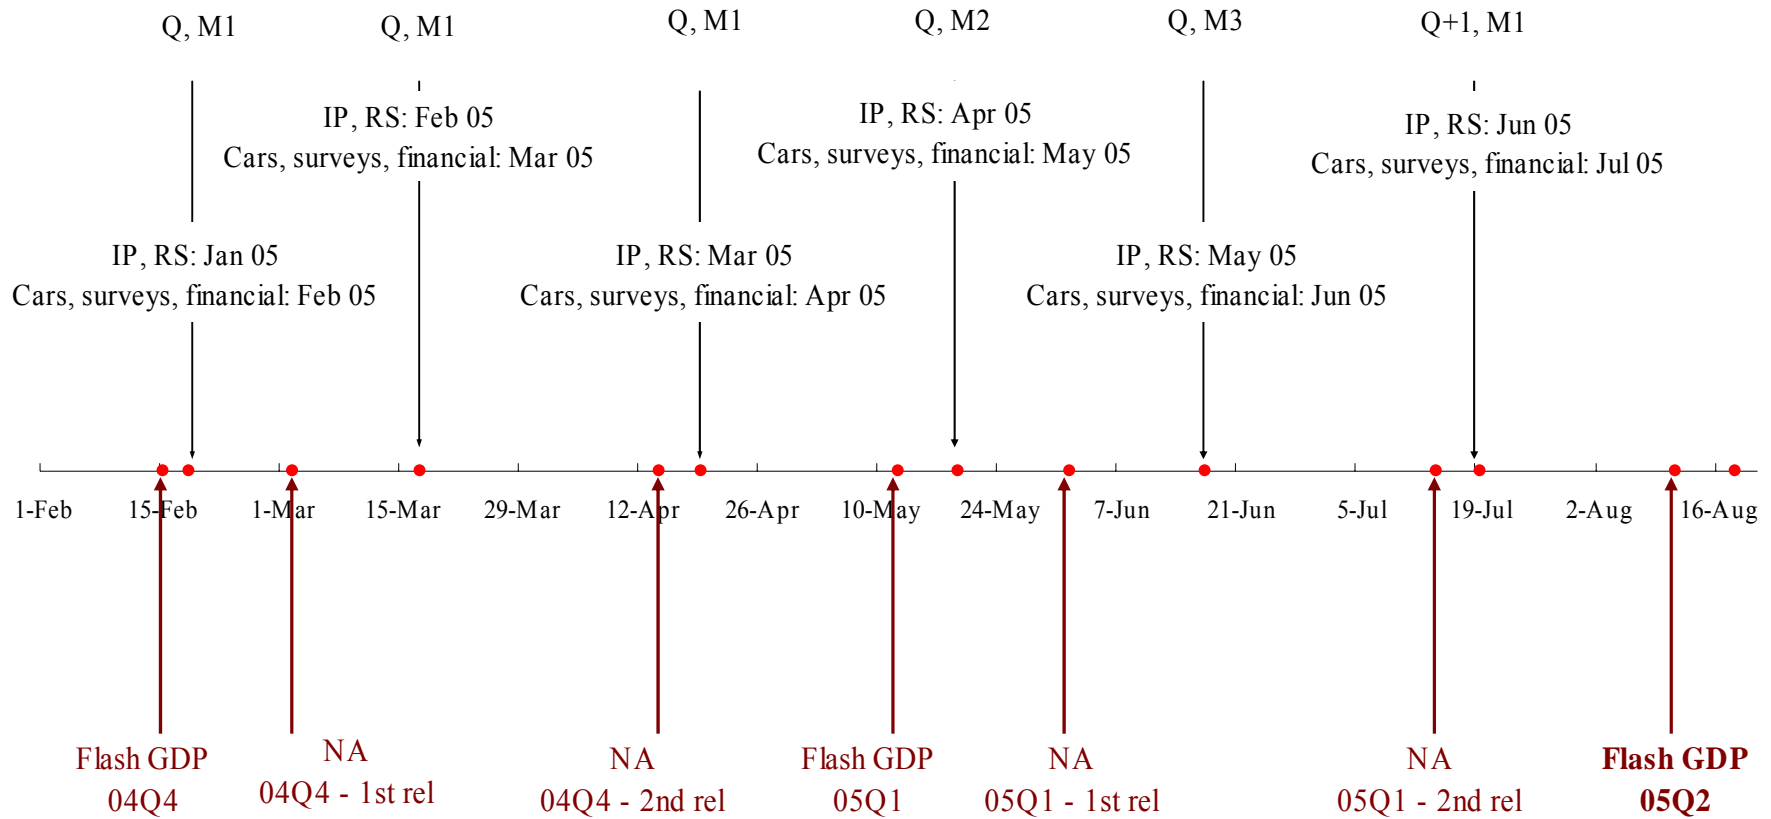 Q, M1
Q, M1
Q, M1
Q, M2
Q, M3
Q+1, M1
IP, RS: Feb 05
Cars, surveys, financial: Mar 05
IP, RS: Apr 05
Cars, surveys, financial: May 05
IP, RS: Jun 05
Cars, surveys, financial: Jul 05
IP, RS: Jan 05
Cars, surveys, financial: Feb 05
IP, RS: Mar 05
Cars, surveys, financial: Apr 05
IP, RS: May 05
Cars, surveys, financial: Jun 05
1-Feb
15-Feb
1-Mar
15-Mar
29-Mar
12-Apr
26-Apr
10-May
24-May
7-Jun
21-Jun
5-Jul
19-Jul
2-Aug
16-Aug
Flash GDP
04Q4
NA
04Q4 - 1st rel
NA
04Q4 - 2nd rel
Flash GDP
05Q1
NA
05Q1 - 1st rel
NA
05Q1 - 2nd rel
Flash GDP
05Q2